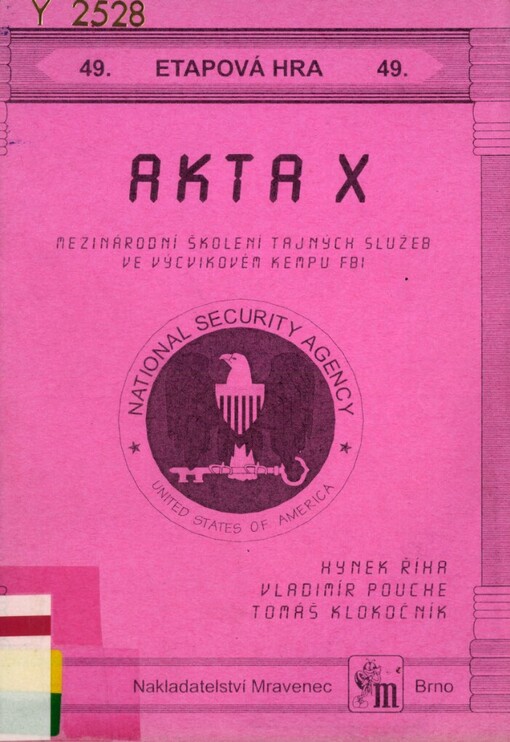 Y 2528
49. ETAPOVÁ HRA 49.
AKTA X
MEZINÁRODNÍ ŠKOLENÍ TAJNÝCH SLUŽEB
VE VÝCVIKOVÉM KEMPU FBI
NATIONAL SECURITY AGENCY
UNITED STATES OF AMERICA
HYNEK ŘÍHA
VLADIMÍR POUCHE
TOMÁŠ KLOKOČNÍK
Nakladatelství Mravenec m Brno